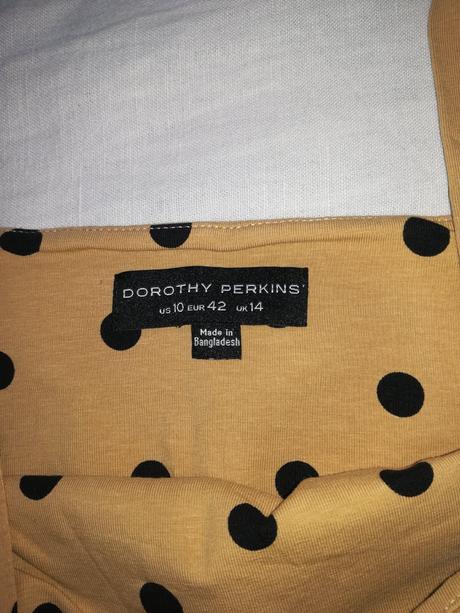 DOROTHY PERKINS
US 10 EUR 42 UK 14
Made in
Bangladesh